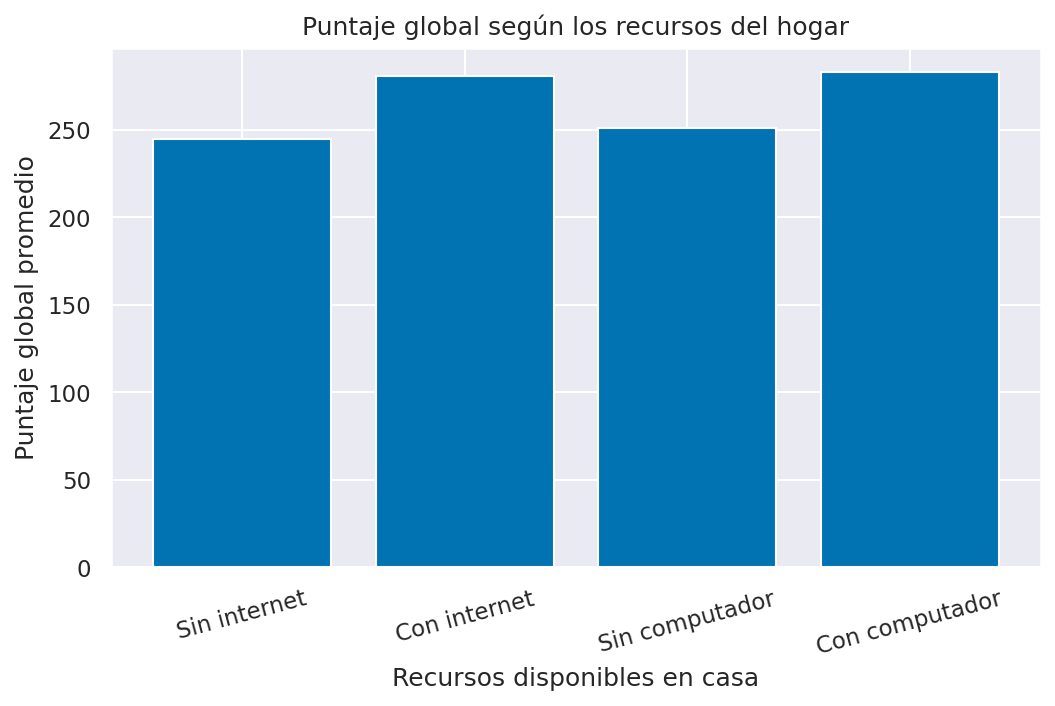 Puntaje global según los recursos del hogar
Puntaje global promedio
250
200
150
100
50
0
Sin internet
Con internet
Sin computador
Con computador
Recursos disponibles en casa